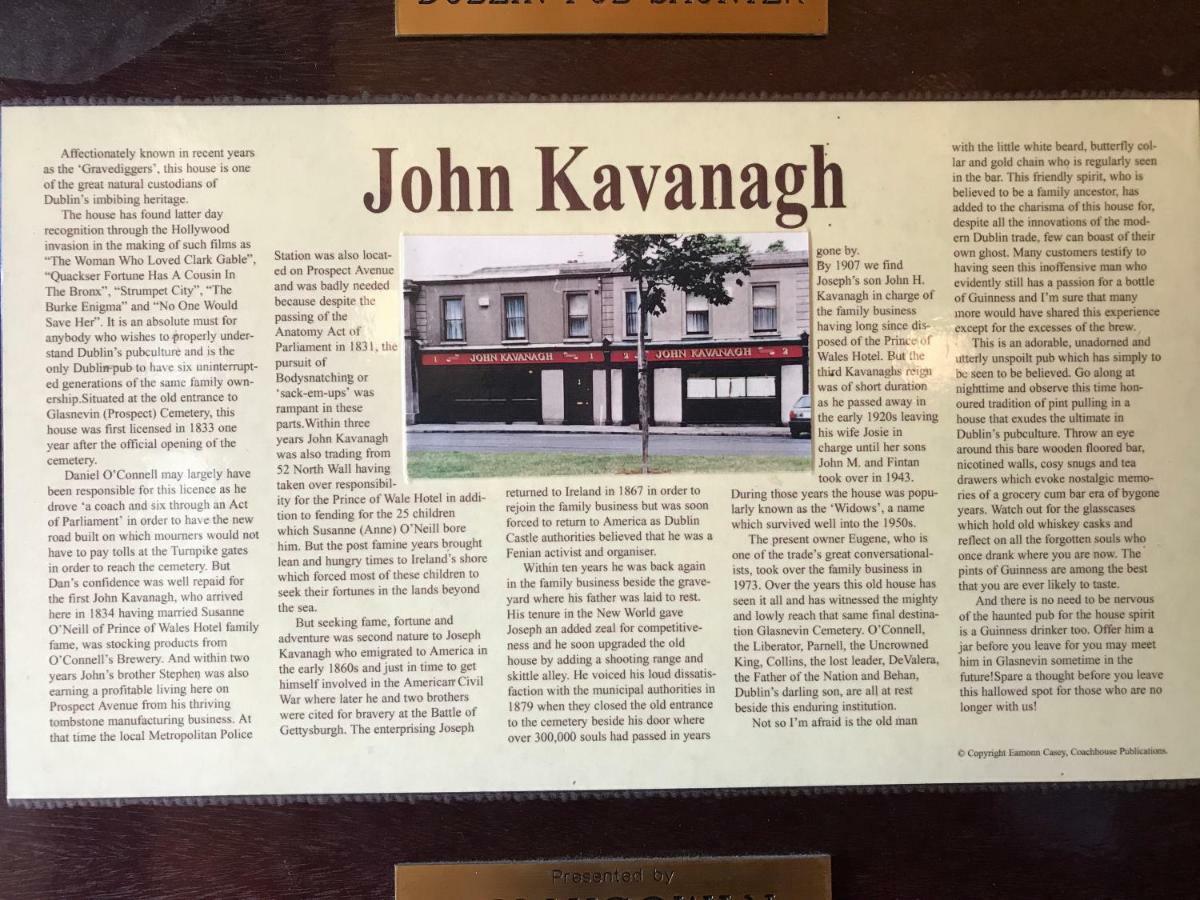 DUBLIN PUB SAUNTER
John Kavanagh
Affectionately known in recent years
as the ‘Gravediggers’, this house is one
of the great natural custodians of
Dublin’s imbibing heritage.
The house has found latter day
recognition through the Hollywood
invasion in the making of such films as
“The Woman Who Loved Clark Gable”,
“Quackser Fortune Has A Cousin In
The Bronx”, “Strumpet City”, “The
Burke Enigma” and “No One Would
Save Her”. It is an absolute must for
anybody who wishes to properly under-
stand Dublin’s pubculture and is the
only Dublin pub to have six uninterrupt-
ed generations of the same family own-
ership.Situated at the old entrance to
Glasnevin (Prospect) Cemetery, this
house was first licensed in 1833 one
year after the official opening of the
cemetery.
Daniel O’Connell may largely have
been responsible for this licence as he
drove ‘a coach and six through an Act
of Parliament’ in order to have the new
road built on which mourners would not
have to pay tolls at the Turnpike gates
in order to reach the cemetery. But
Dan’s confidence was well repaid for
the first John Kavanagh, who arrived
here in 1834 having married Susanne
O’Neill of Prince of Wales Hotel family
fame, was stocking products from
O’Connell’s Brewery. And within two
years John’s brother Stephen was also
earning a profitable living here on
Prospect Avenue from his thriving
tombstone manufacturing business. At
that time the local Metropolitan Police
Station was also locat-
ed on Prospect Avenue
and was badly needed
because despite the
passing of the
Anatomy Act of
Parliament in 1831, the
pursuit of
Bodysnatching or
‘sack-em-ups’ was
rampant in these
parts.Within three
years John Kavanagh
was also trading from
52 North Wall having
taken over responsibil-
ity for the Prince of Wale Hotel in addi-
tion to fending for the 25 children
which Susanne (Anne) O’Neill bore
him. But the post famine years brought
lean and hungry times to Ireland’s shore
which forced most of these children to
seek their fortunes in the lands beyond
the sea.
But seeking fame, fortune and
adventure was second nature to Joseph
Kavanagh who emigrated to America in
the early 1860s and just in time to get
himself involved in the American Civil
War where later he and two brothers
were cited for bravery at the Battle of
Gettysburgh. The enterprising Joseph
1 JOHN KAVANAGH 1
2 JOHN KAVANAGH 2
returned to Ireland in 1867 in order to
rejoin the family business but was soon
forced to return to America as Dublin
Castle authorities believed that he was a
Fenian activist and organiser.
Within ten years he was back again
in the family business beside the grave-
yard where his father was laid to rest.
His tenure in the New World gave
Joseph an added zeal for competitive-
ness and he soon upgraded the old
house by adding a shooting range and
skittle alley. He voiced his loud dissatis-
faction with the municipal authorities in
1879 when they closed the old entrance
to the cemetery beside his door where
over 300,000 souls had passed in years
gone by.
By 1907 we find
Joseph’s son John H.
Kavanagh in charge of
the family business
having long since dis-
posed of the Prince of
Wales Hotel. But the
third Kavanaghs reign
was of short duration
as he passed away in
the early 1920s leaving
his wife Josie in
charge until her sons
John M. and Fintan
took over in 1943.
During those years the house was popu-
larly known as the ‘Widows’, a name
which survived well into the 1950s.
The present owner Eugene, who is
one of the trade’s great conversational-
ists, took over the family business in
1973. Over the years this old house has
seen it all and has witnessed the mighty
and lowly reach that same final destina-
tion Glasnevin Cemetery. O’Connell,
the Liberator, Parnell, the Uncrowned
King, Collins, the lost leader, DeValera,
the Father of the Nation and Behan,
Dublin’s darling son, are all at rest
beside this enduring institution.
Not so I’m afraid is the old man
with the little white beard, butterfly col-
lar and gold chain who is regularly seen
in the bar. This friendly spirit, who is
believed to be a family ancestor, has
added to the charisma of this house for,
despite all the innovations of the mod-
ern Dublin trade, few can boast of their
own ghost. Many customers testify to
having seen this inoffensive man who
evidently still has a passion for a bottle
of Guinness and I’m sure that many
more would have shared this experience
except for the excesses of the brew.
This is an adorable, unadorned and
utterly unspoilt pub which has simply to
be seen to be believed. Go along at
nighttime and observe this time hon-
oured tradition of pint pulling in a
house that exudes the ultimate in
Dublin’s pubculture. Throw an eye
around this bare wooden floored bar,
nicotined walls, cosy snugs and tea
drawers which evoke nostalgic memo-
ries of a grocery cum bar era of bygone
years. Watch out for the glasscases
which hold old whiskey casks and
reflect on all the forgotten souls who
once drank where you are now. The
pints of Guinness are among the best
that you are ever likely to taste.
And there is no need to be nervous
of the haunted pub for the house spirit
is a Guinness drinker too. Offer him a
jar before you leave for you may meet
him in Glasnevin sometime in the
future!Spare a thought before you leave
this hallowed spot for those who are no
longer with us!
© Copyright Eamonn Casey, Coachhouse Publications.
Presented by